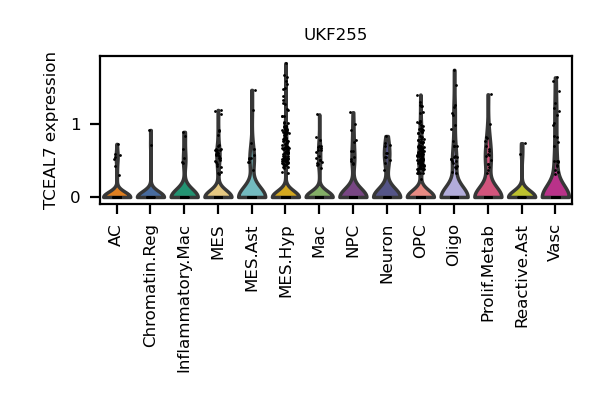 UKF255
TCEAL7 expression
1
0
AC
Chromatin.Reg
Inflammatory.Mac
MES
MES.Ast
MES.Hyp
Mac
NPC
Neuron
OPC
Oligo
Prolif.Metab
Reactive.Ast
Vasc